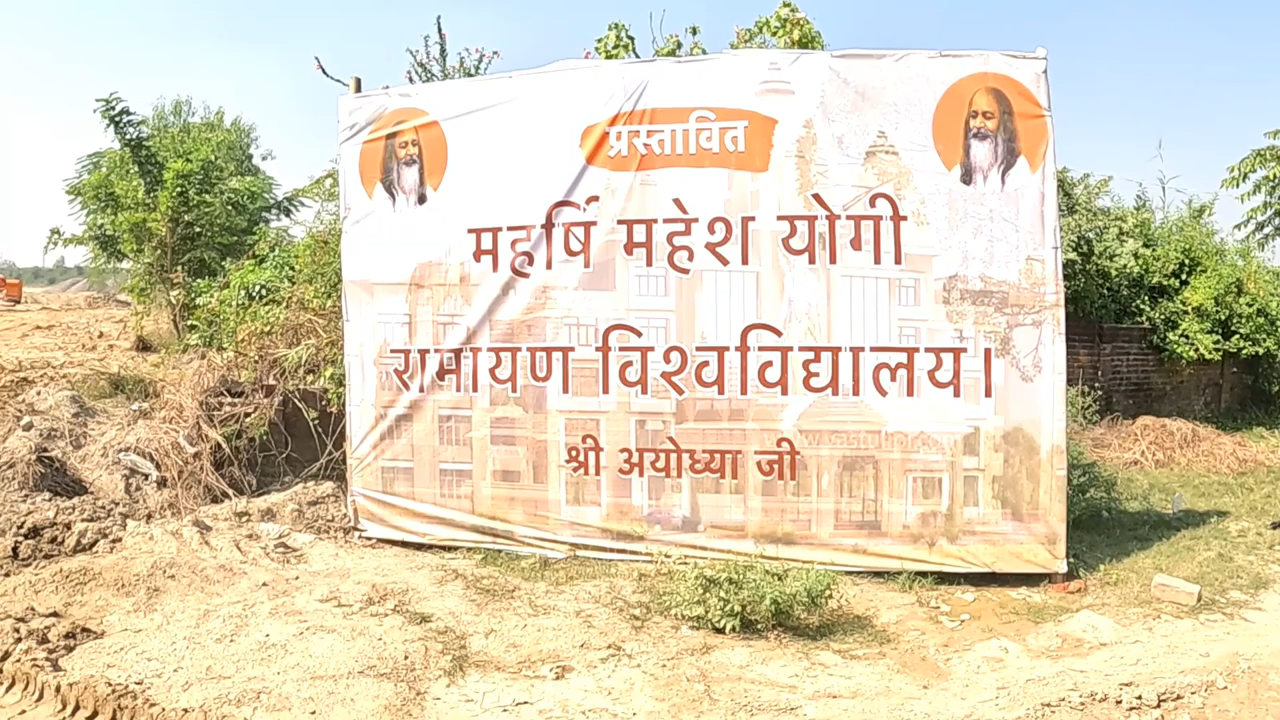 प्रस्तावित
महर्षि महेश योगी
रामायण विश्वविद्यालय।
श्री अयोध्या जी